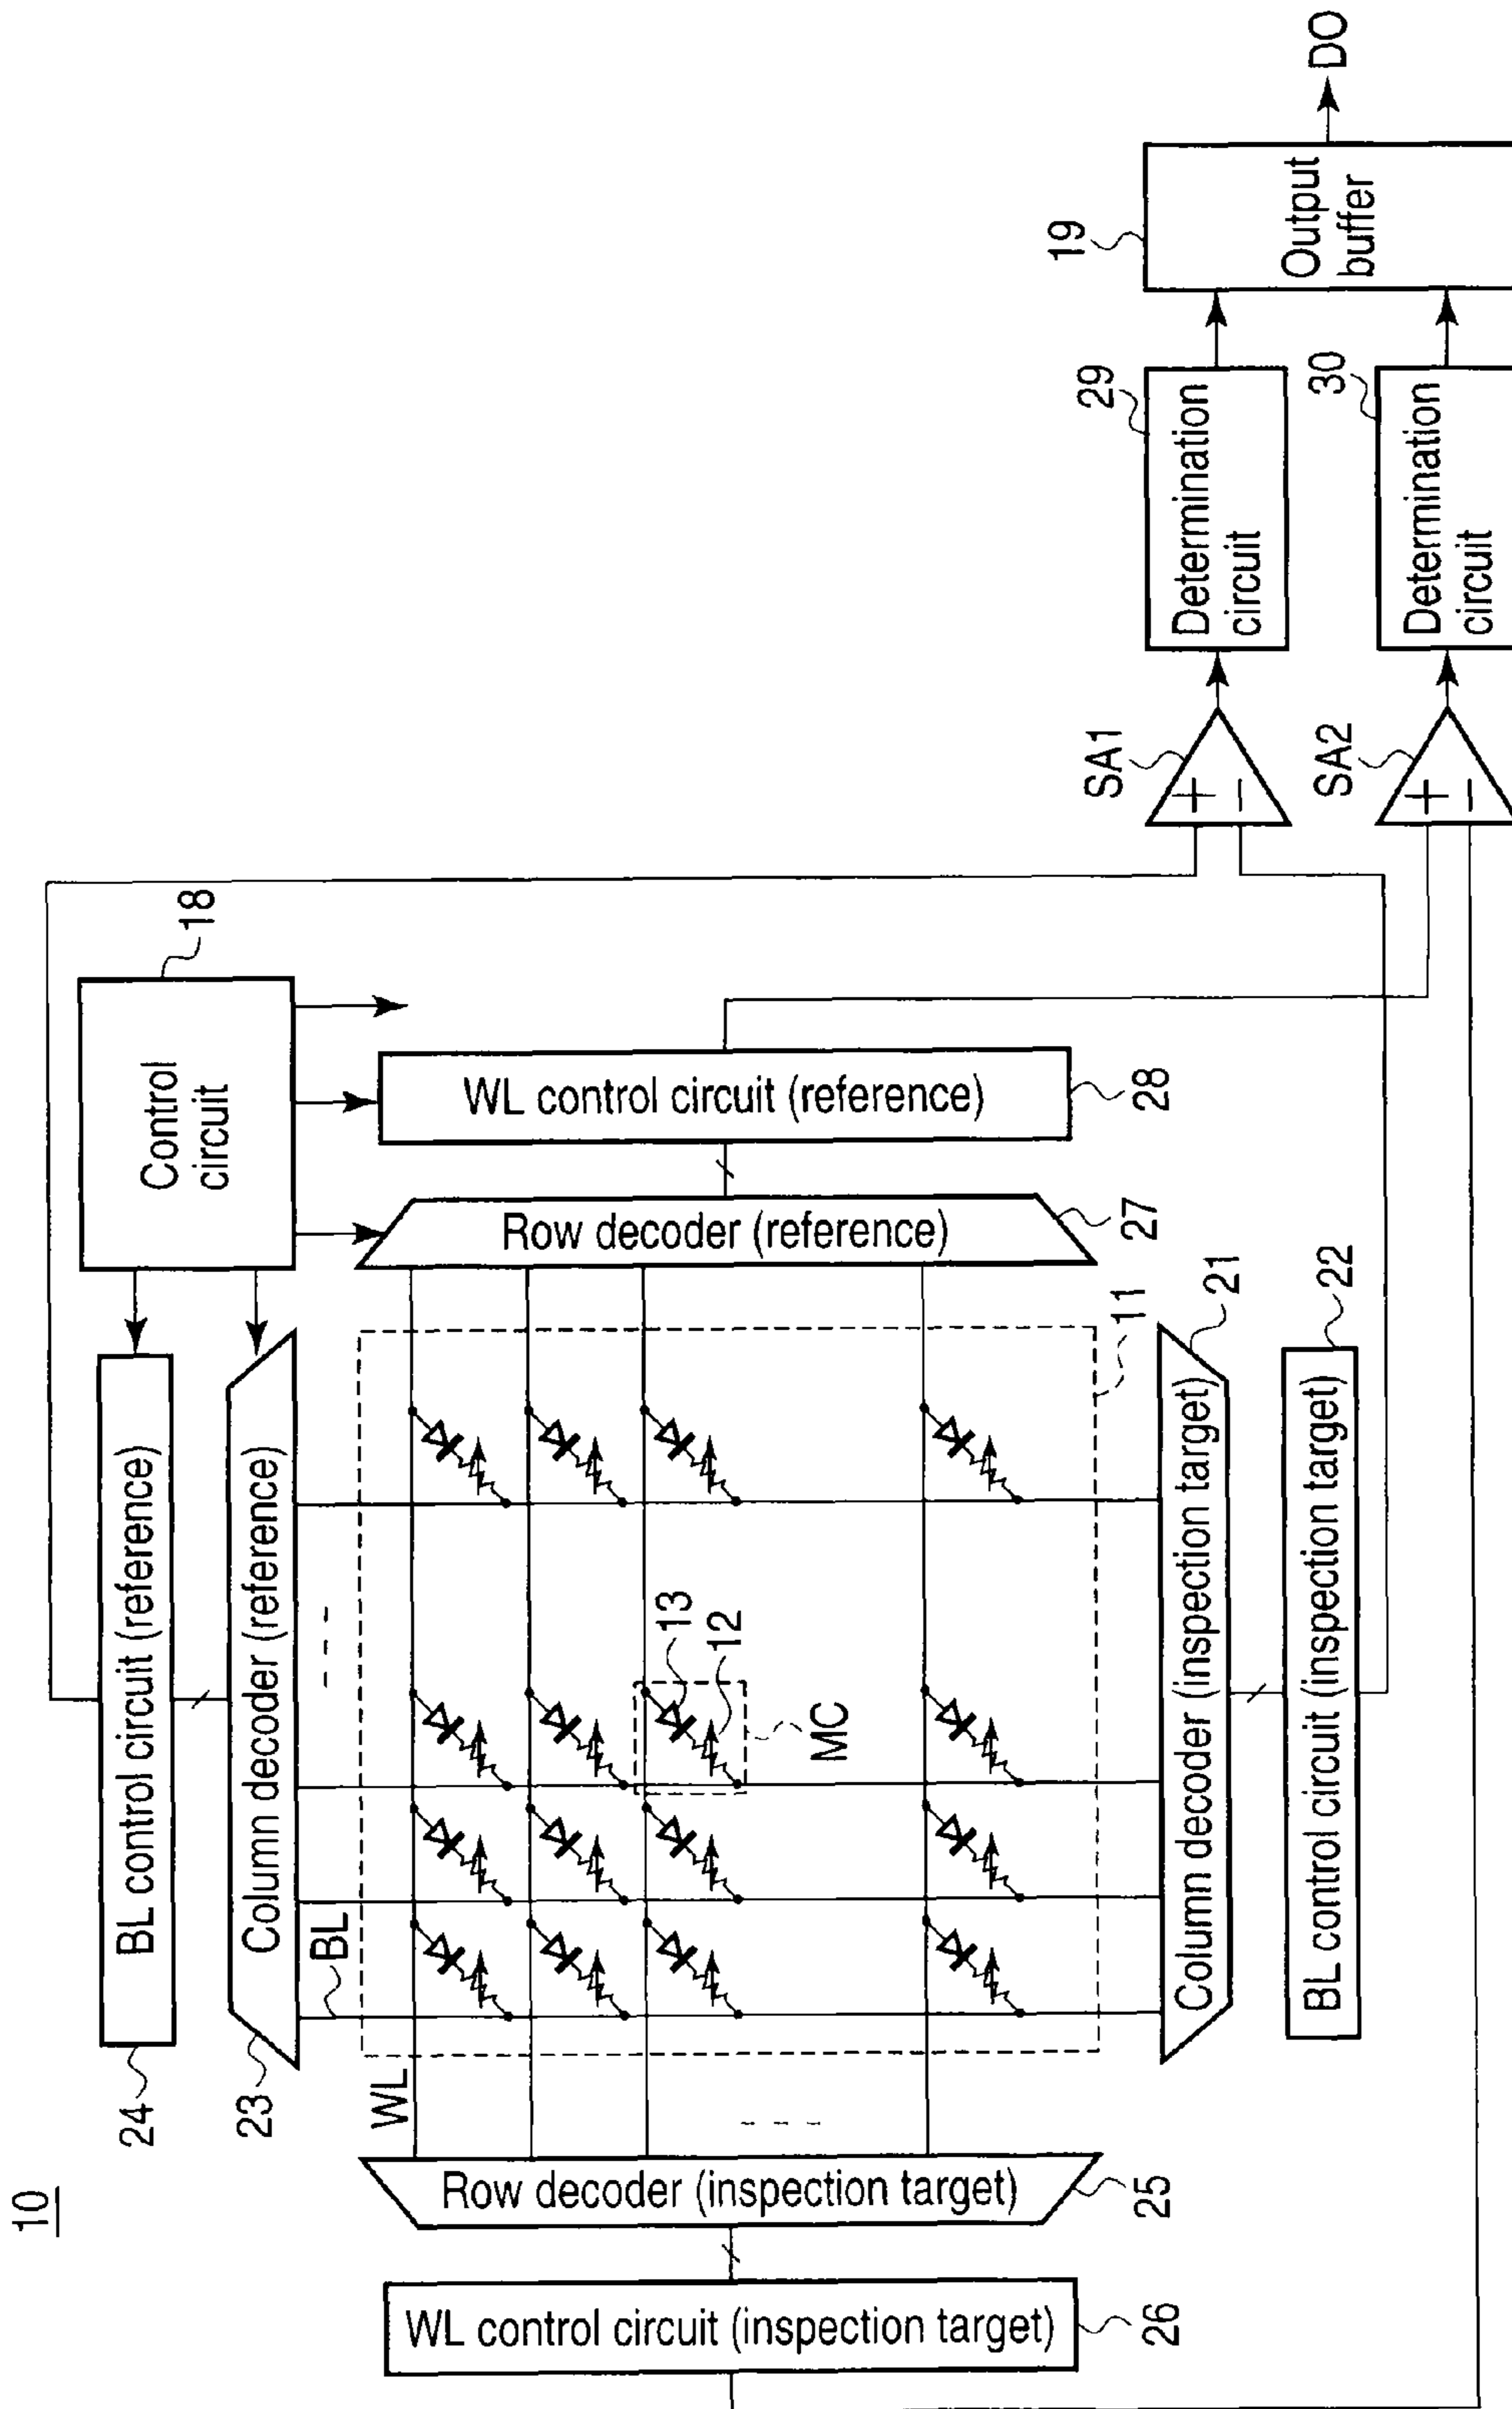 10
24
BL control circuit (reference)
23
Column decoder (reference)
BL
WL
Control
circuit
18
WL control circuit (inspection target)
26
Row decoder (inspection target)
25
13
12
MC
11
Row decoder (reference)
27
WL control circuit (reference)
28
Column decoder (inspection target)
21
BL control circuit (inspection target)
22
SA1
+
−
SA2
+
−
Determination
circuit
29
Determination
circuit
30
Output
buffer
19
DO